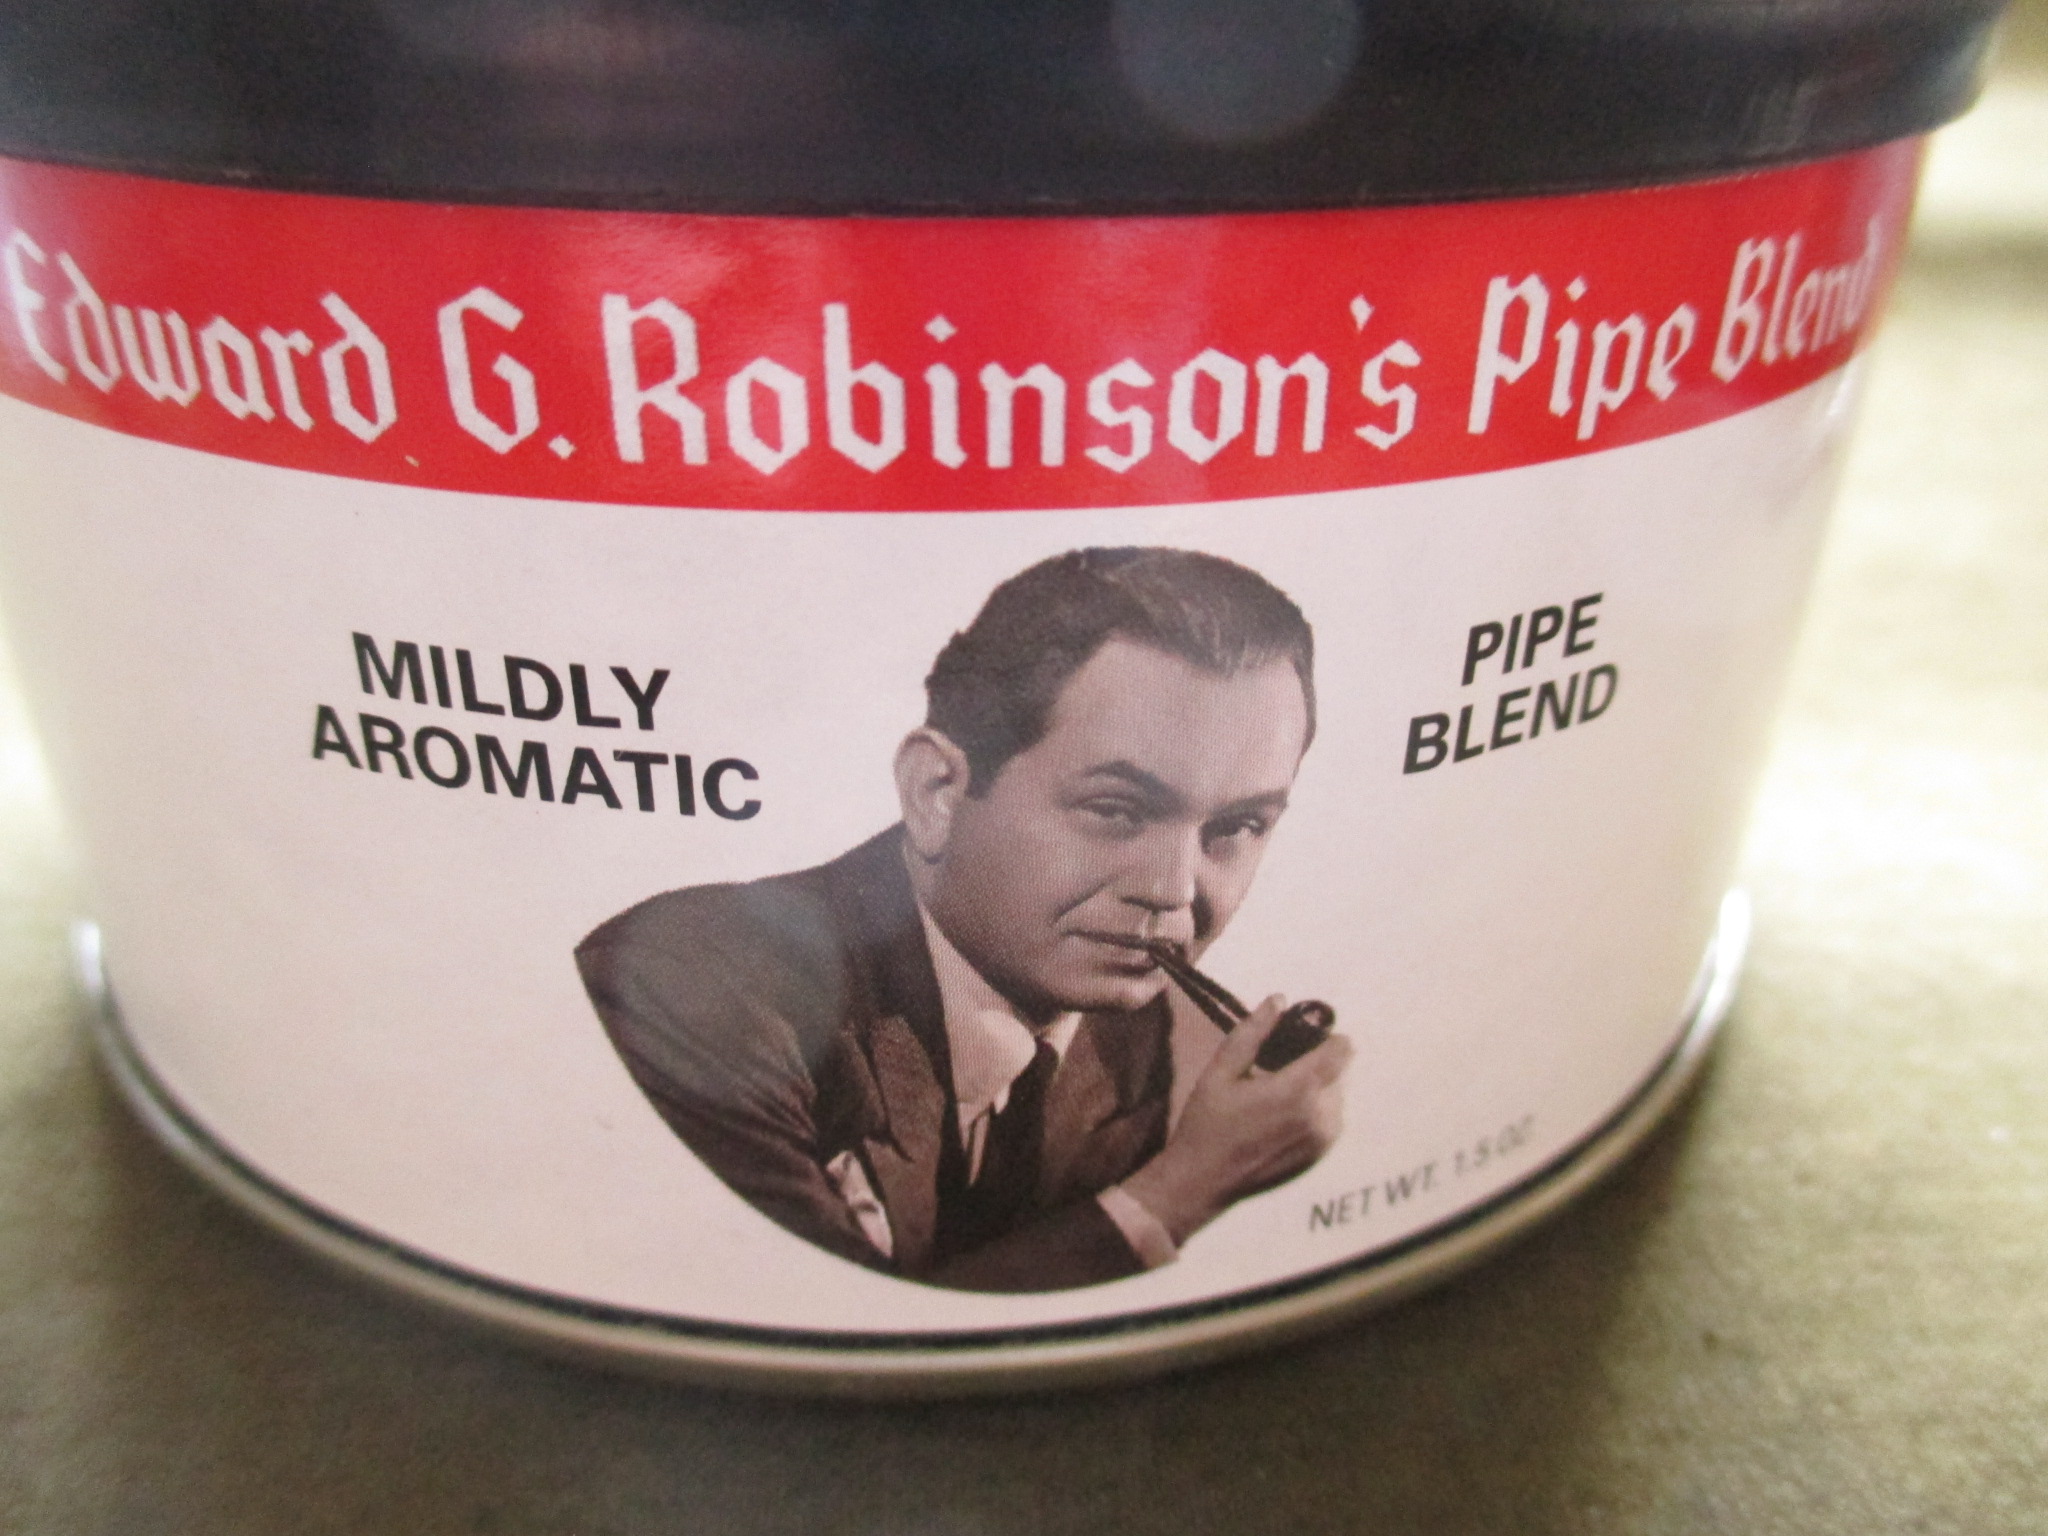 Edward G. Robinson's Pipe Blend
MILDLY
AROMATIC
PIPE
BLEND
NET WT. 1.5 OZ